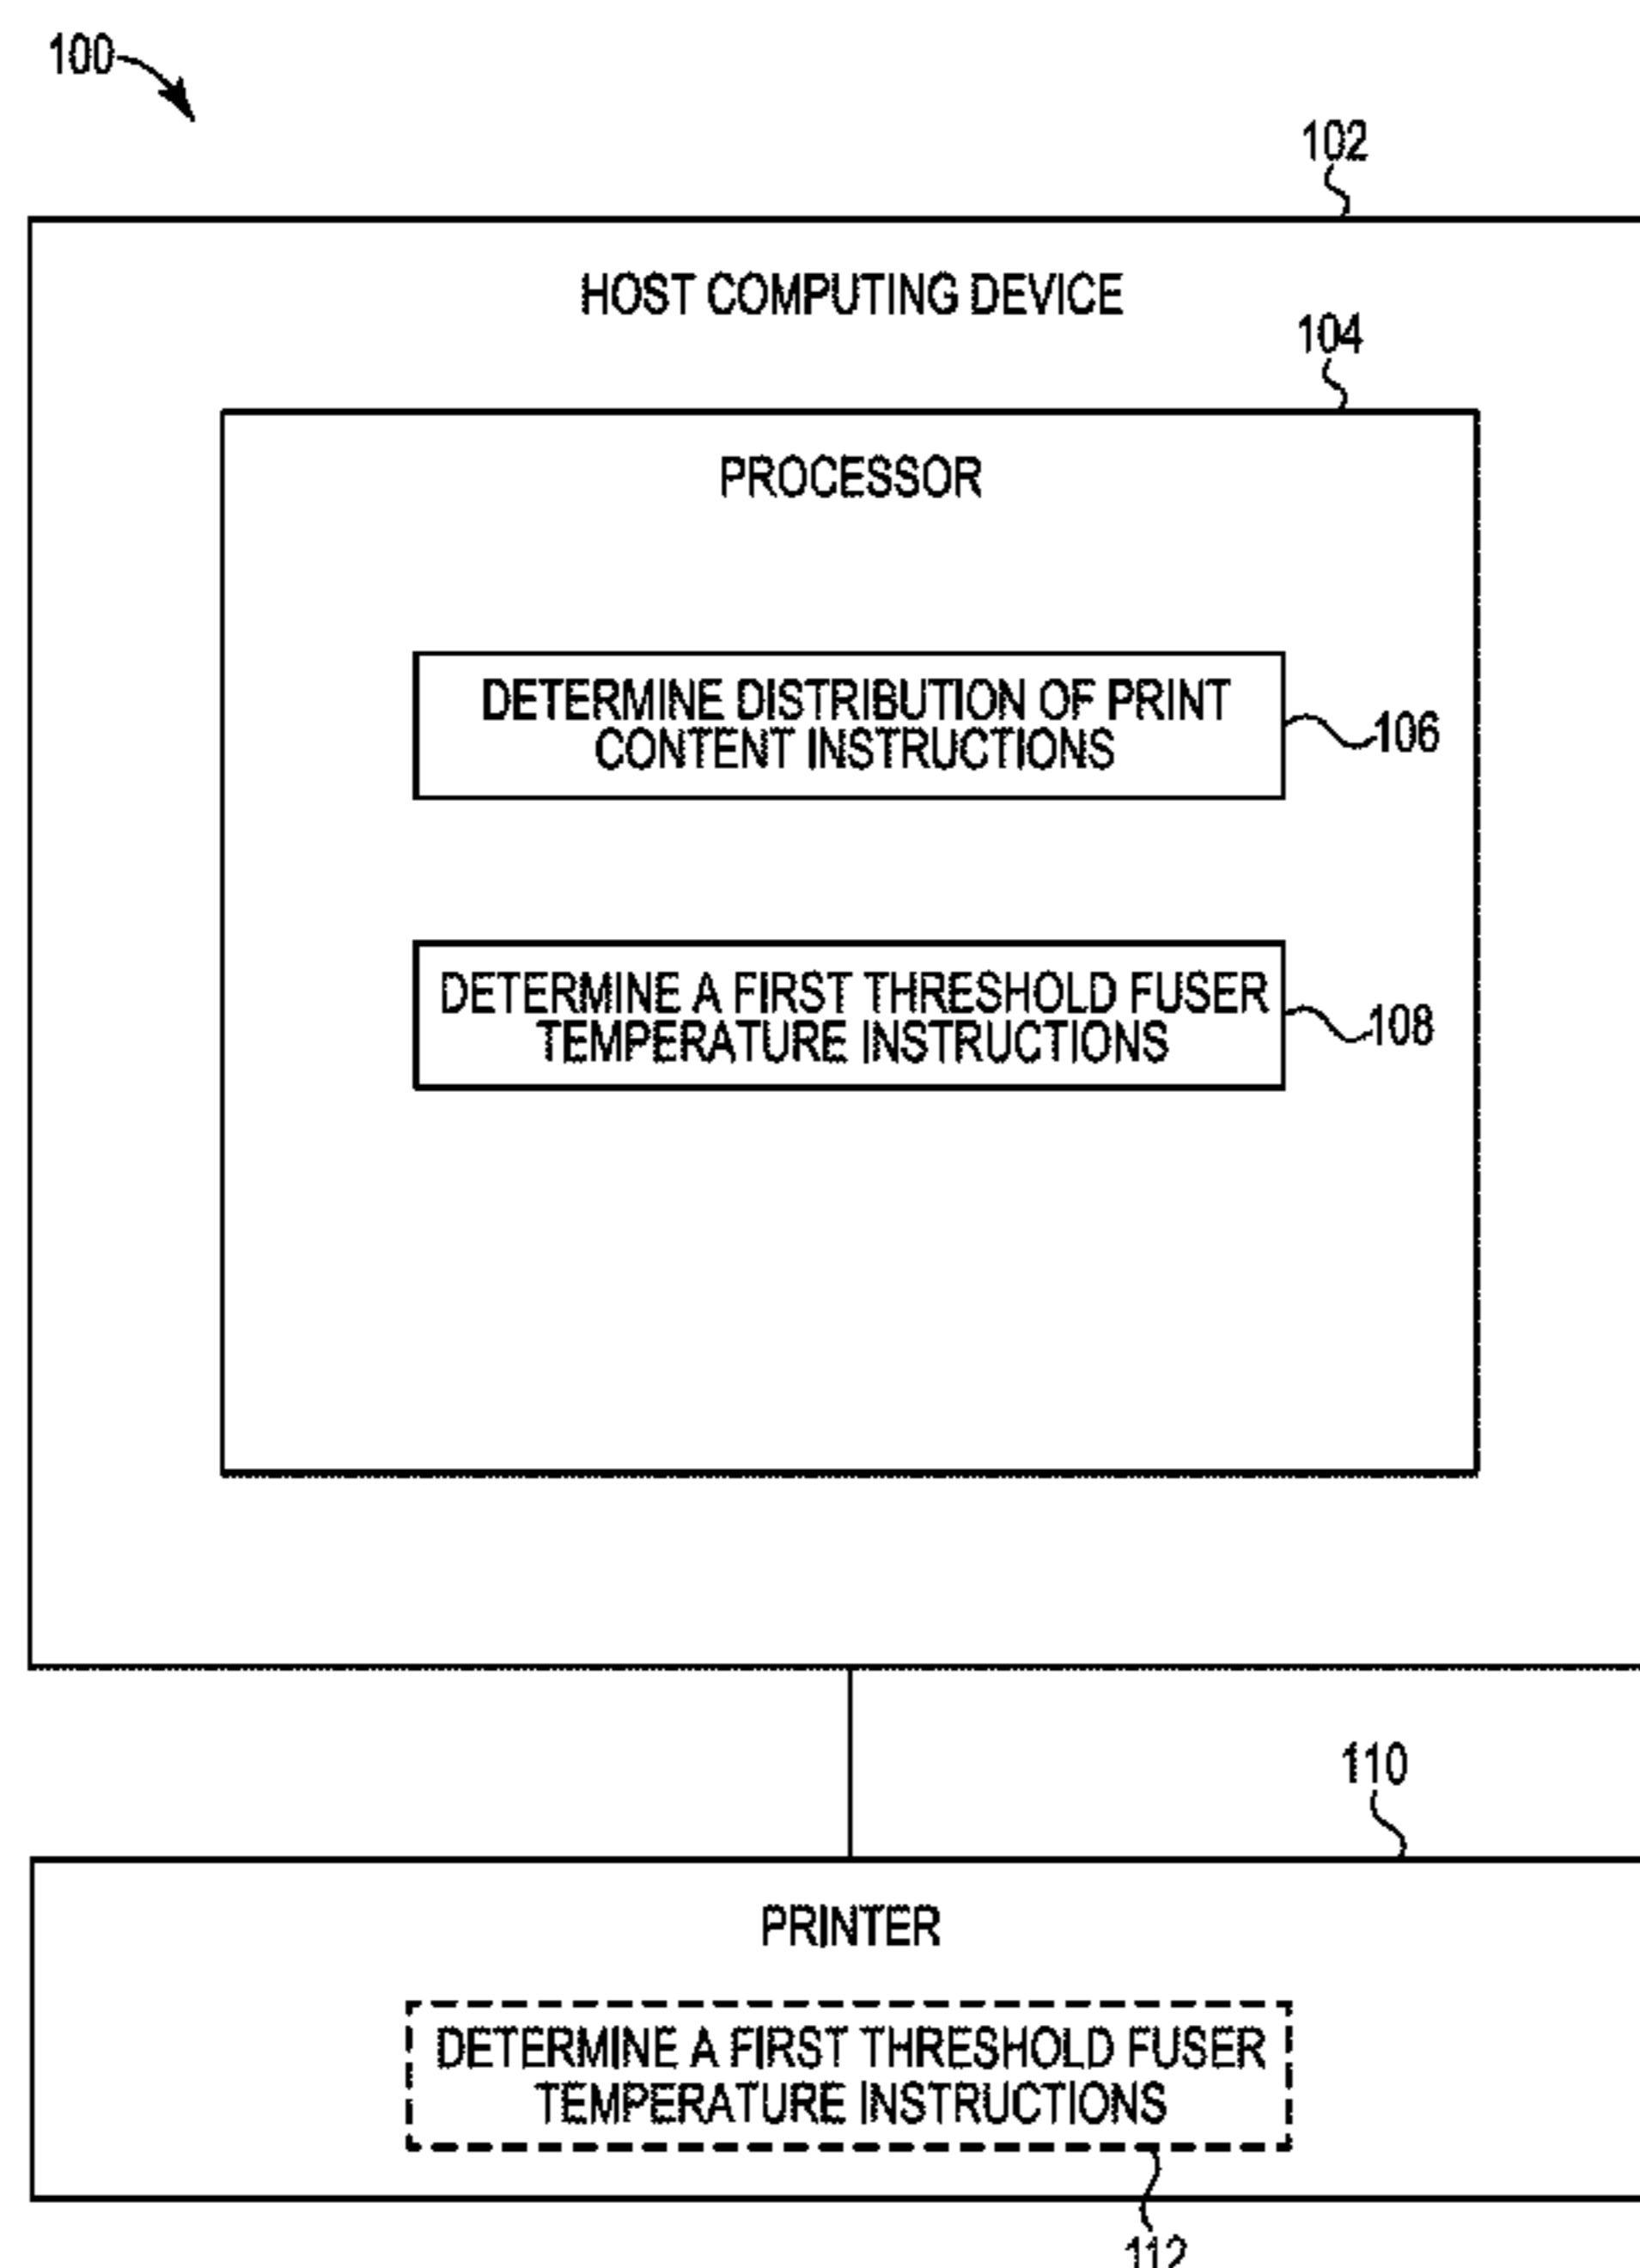 100
102
HOST COMPUTING DEVICE
104
PROCESSOR
DETERMINE DISTRIBUTION OF PRINT
CONTENT INSTRUCTIONS
106
DETERMINE A FIRST THRESHOLD FUSER
TEMPERATURE INSTRUCTIONS
108
110
PRINTER
DETERMINE A FIRST THRESHOLD FUSER
TEMPERATURE INSTRUCTIONS
112